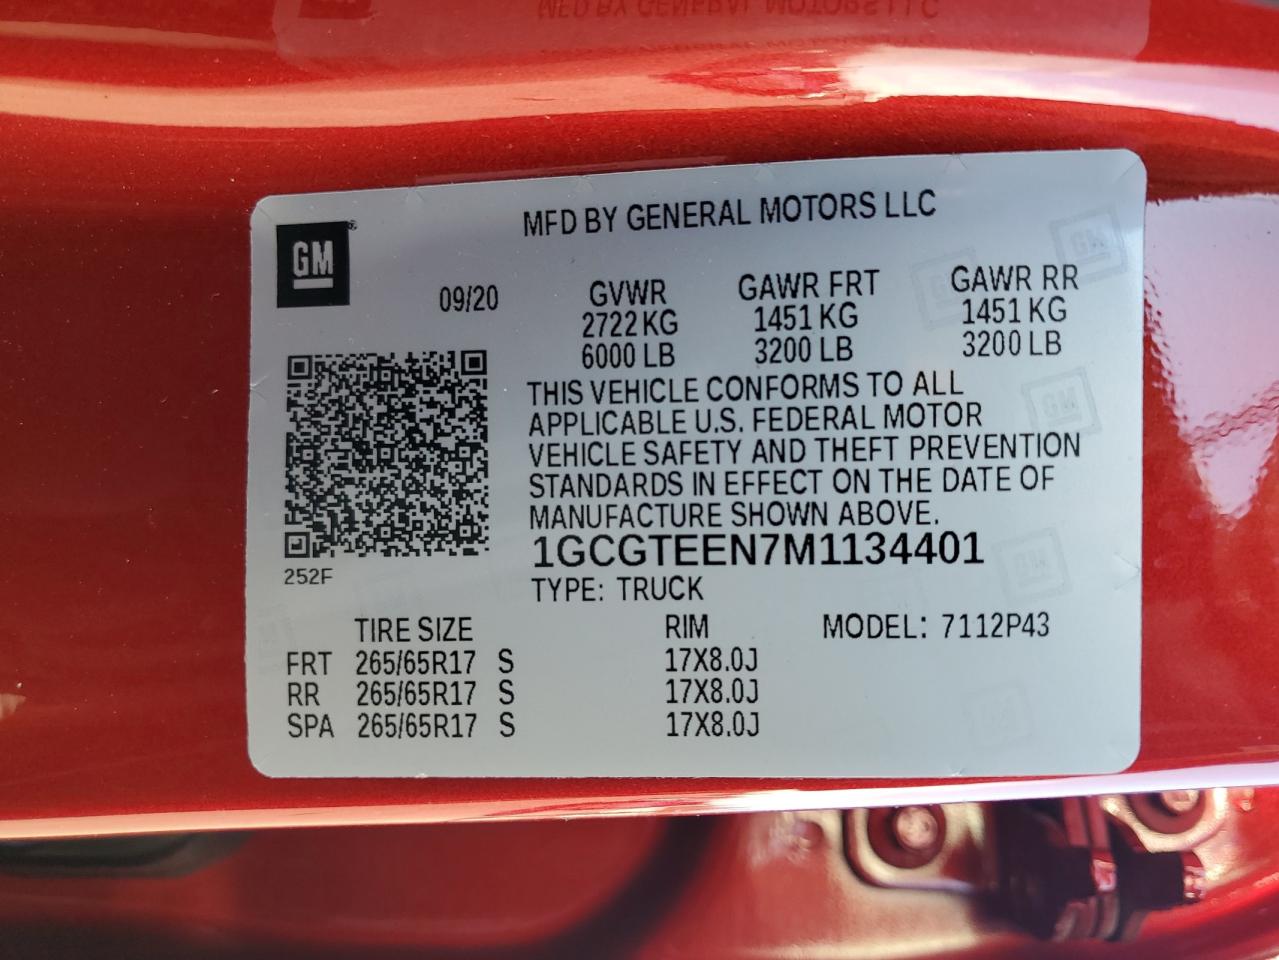 MFD BY GENERAL MOTORS LLC
GM
09/20
GVWR GAWR FRT GAWR RR
2722 KG 1451 KG 1451 KG
6000 LB 3200 LB 3200 LB
THIS VEHICLE CONFORMS TO ALL
APPLICABLE U.S. FEDERAL MOTOR
VEHICLE SAFETY AND THEFT PREVENTION
STANDARDS IN EFFECT ON THE DATE OF
MANUFACTURE SHOWN ABOVE.
1GCGTEEN7M1134401
252F
TYPE: TRUCK
TIRE SIZE RIM MODEL: 7112P43
FRT 265/65R17 S 17X8.0J
RR 265/65R17 S 17X8.0J
SPA 265/65R17 S 17X8.0J